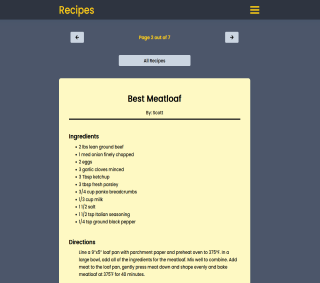 Recipes
Page 2 out of 7
All Recipes
Best Meatloaf
By: Scott
Ingredients
• 2 lbs lean ground beef
• 1 med onion finely chopped
• 2 eggs
• 3 garlic cloves minced
• 3 Tbsp ketchup
• 3 tbsp fresh parsley
• 3/4 cup panko breadcrumbs
• 1/3 cup milk
• 1 1/2 salt
• 1 1/2 tsp Italian seasoning
• 1/4 tsp ground black pepper
Directions
Line a 9"x5" loaf pan with parchment paper and preheat oven to 375°F. In a
large bowl, add all of the ingredients for the meatloaf. Mix well to combine. Add
meat to the loaf pan, gently press meat down and shape evenly and bake
meatloaf at 375°F for 40 minutes.